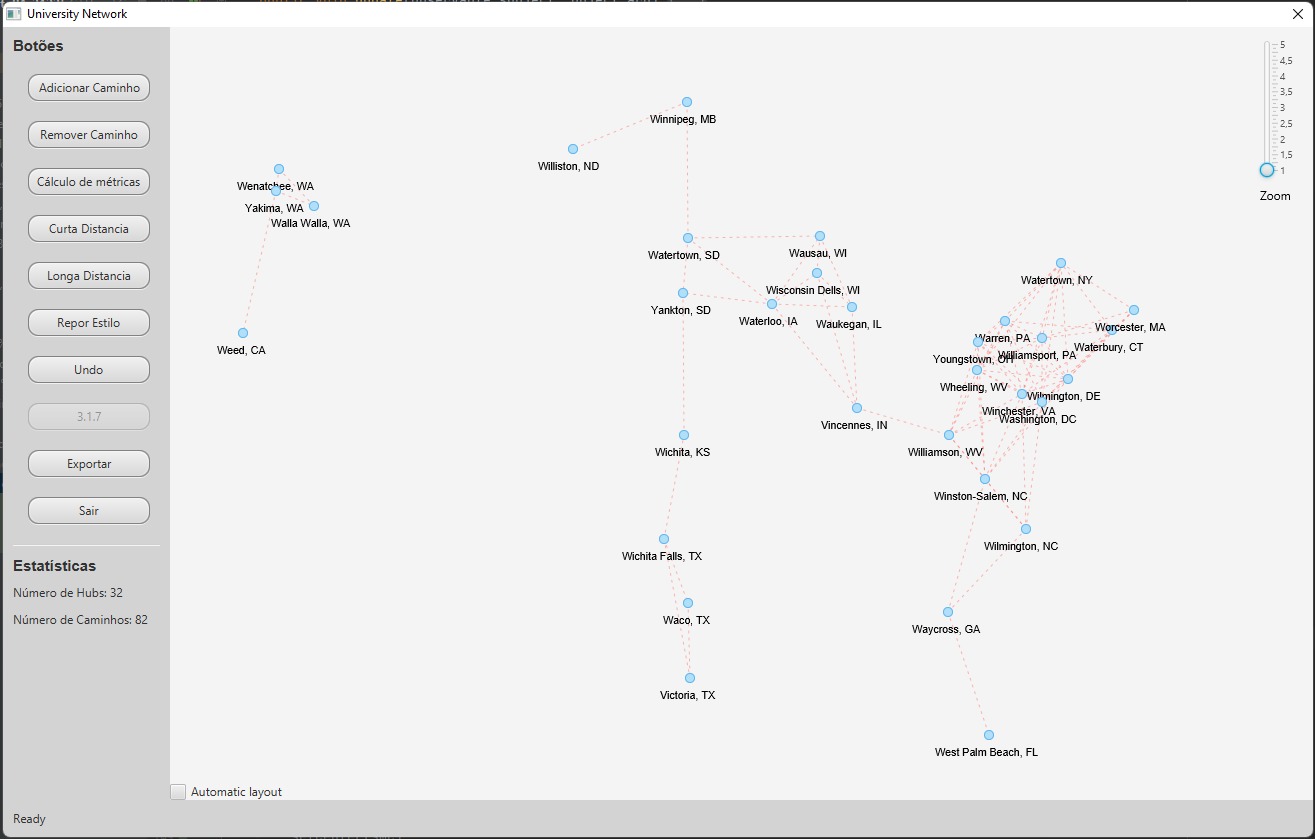 University Network
Botões
Adicionar Caminho
Remover Caminho
Cálculo de métricas
Curta Distancia
Longa Distancia
Repor Estilo
Undo
3.1.7
Exportar
Sair
Estatísticas
Número de Hubs: 32
Número de Caminhos: 82
5
4,5
4
3,5
3
2,5
2
1,5
1
Zoom
Winnipeg, MB
Williston, ND
Wenatchee, WA
Yakima, WA
Walla Walla, WA
Watertown, SD
Wausau, WI
Watertown, NY
Wisconsin Dells, WI
Yankton, SD
Waterloo, IA
Waukegan, IL
Worcester, MA
Warren, PA
Waterbury, CT
Weed, CA
Youngstown, OH
Williamsport, PA
Wheeling, WV
Wilmington, DE
Winchester, VA
Washington, DC
Vincennes, IN
Wichita, KS
Williamson, WV
Winston-Salem, NC
Wilmington, NC
Wichita Falls, TX
Waco, TX
Waycross, GA
Victoria, TX
West Palm Beach, FL
Automatic layout
Ready